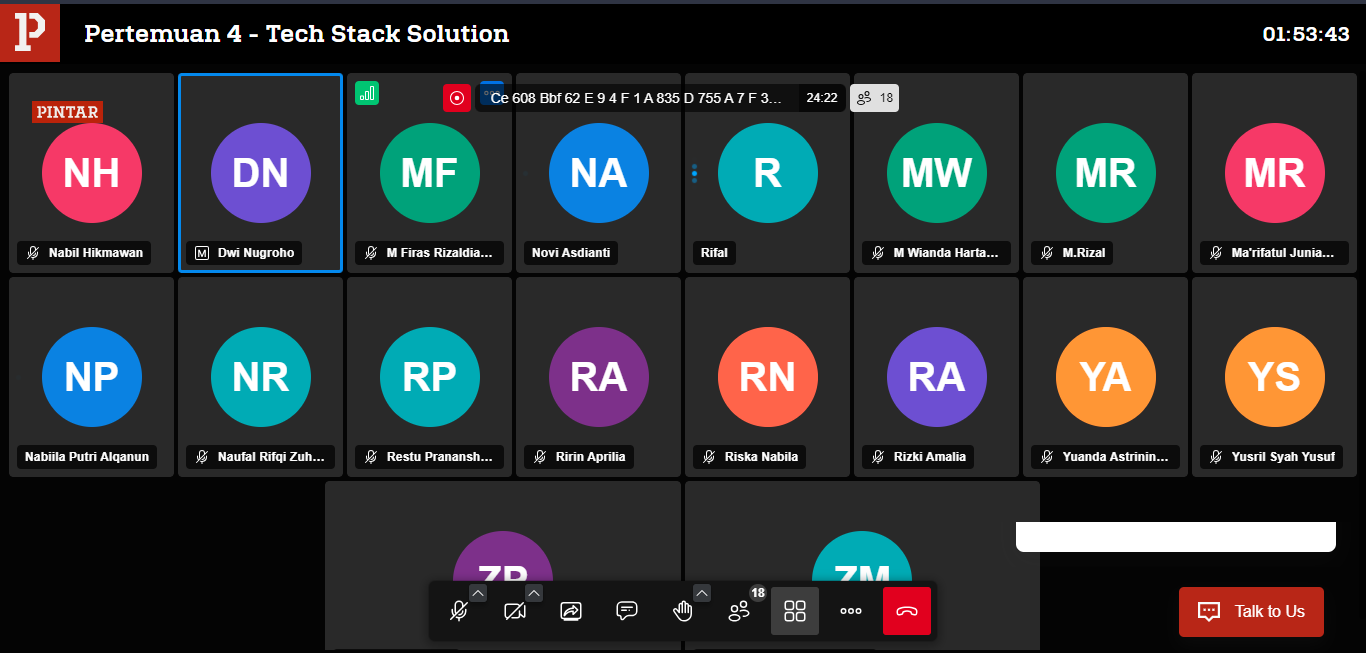 P
Pertemuan 4 - Tech Stack Solution
01:53:43
PINTAR
Ce 608 Bbf 62 E 9 4 F 1 A 835 D 755 A 7 F 3...
24:22
18
NH
DN
MF
NA
R
MW
MR
MR
Nabil Hikmawan
M
Dwi Nugroho
M Firas Rizaldia...
Novi Asdianti
Rifal
M Wianda Harta...
M.Rizal
Ma'rifatul Junia...
NP
NR
RP
RA
RN
RA
YA
YS
Nabiila Putri Alqanun
Naufal Rifqi Zuh...
Restu Pranansh...
Ririn Aprilia
Riska Nabila
Rizki Amalia
Yuanda Astrinin...
Yusril Syah Yusuf
ZM
18
Talk to Us